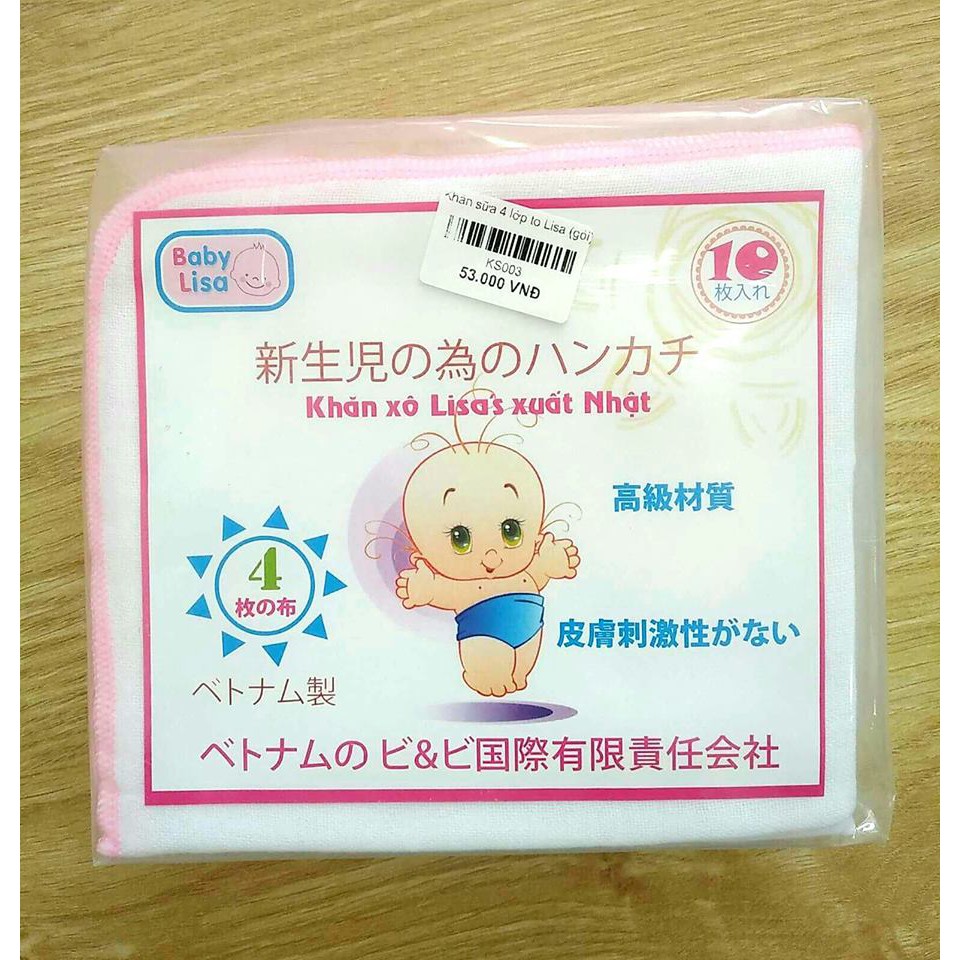 Baby
Lisa
Khăn sữa 4 lớp to Lisa (gói)
KS003
53.000 VNĐ
10
枚入れ
新生児の為のハンカチ
Khăn xô Lisa's xuất Nhật
高級材質
4
枚の布
皮膚刺激性がない
ベトナム製
ベトナムの ビ&ビ国際有限責任会社